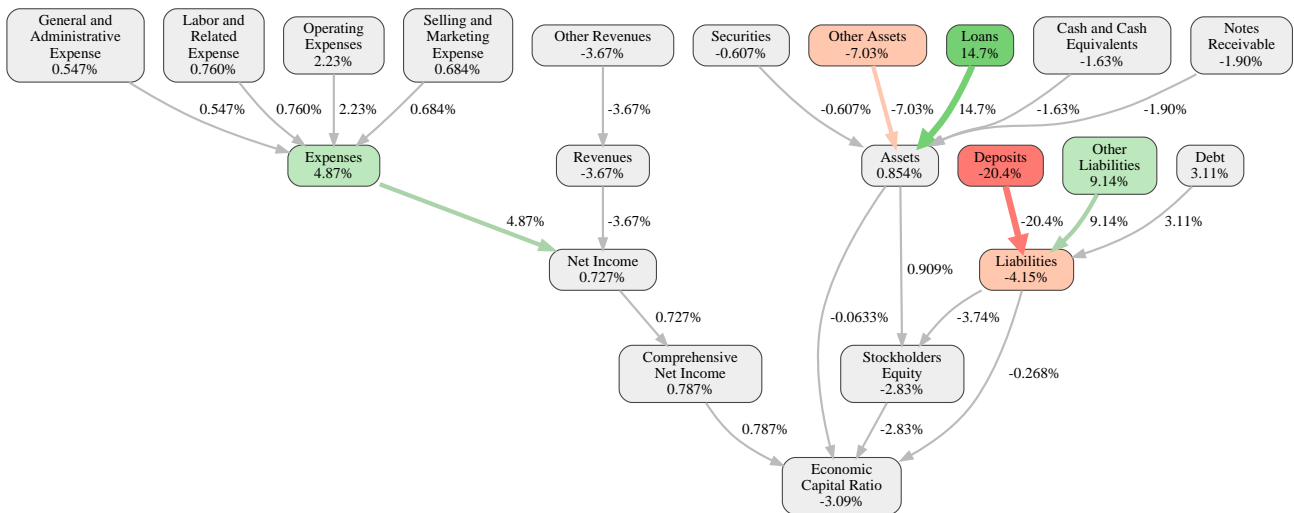 General and
Administrative
Expense
0.547%
Labor and
Related
Expense
0.760%
Operating
Expenses
2.23%
Selling and
Marketing
Expense
0.684%
Other Revenues
-3.67%
Securities
-0.607%
Other Assets
-7.03%
Loans
14.7%
Cash and Cash
Equivalents
-1.63%
Notes
Receivable
-1.90%
0.547%
0.760%
2.23%
0.684%
-3.67%
-0.607%
-7.03%
14.7%
-1.63%
-1.90%
Expenses
4.87%
Revenues
-3.67%
Assets
0.854%
Deposits
-20.4%
Other
Liabilities
9.14%
Debt
3.11%
4.87%
-3.67%
-20.4%
9.14%
3.11%
Net Income
0.727%
0.909%
Liabilities
-4.15%
0.727%
-0.0633%
-3.74%
Comprehensive
Net Income
0.787%
Stockholders
Equity
-2.83%
-0.268%
0.787%
-2.83%
Economic
Capital Ratio
-3.09%